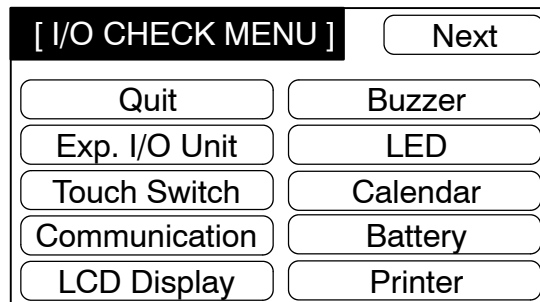 [ I/O CHECK MENU ] Next
Quit Buzzer
Exp. I/O Unit LED
Touch Switch Calendar
Communication Battery
LCD Display Printer